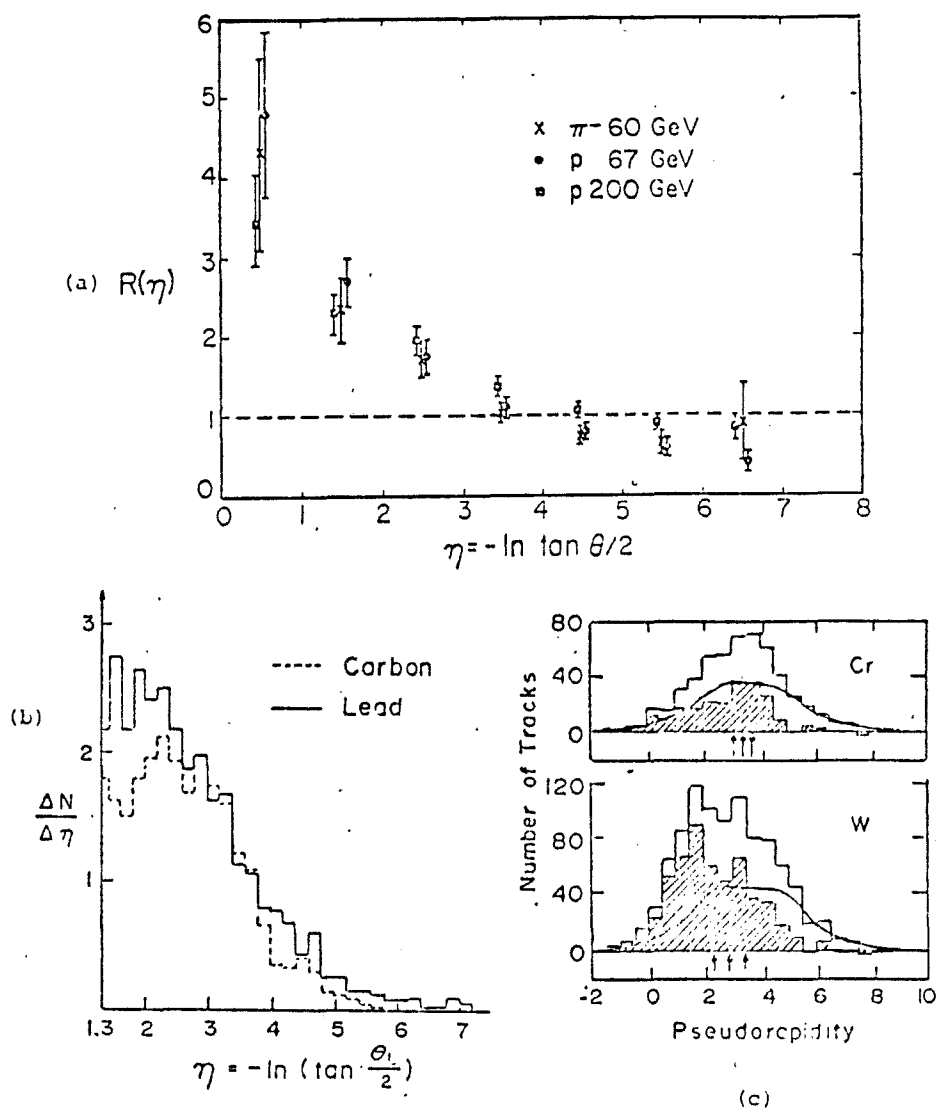 6
5
4
3
2
1
0
(a) R(η)
x π- 60 GeV
p 67 GeV
p 200 GeV
0 1 2 3 4 5 6 7 8
η = -ln tan θ/2
(b)
3
2
1
ΔN
Δη
Carbon
Lead
1.3 2 3 4 5 6 7
η = -ln (tan θL/2)
Number of Tracks
80
40
0
Cr
120
80
40
0
W
-2 0 2 4 6 8 10
Pseudorapidity
(c)